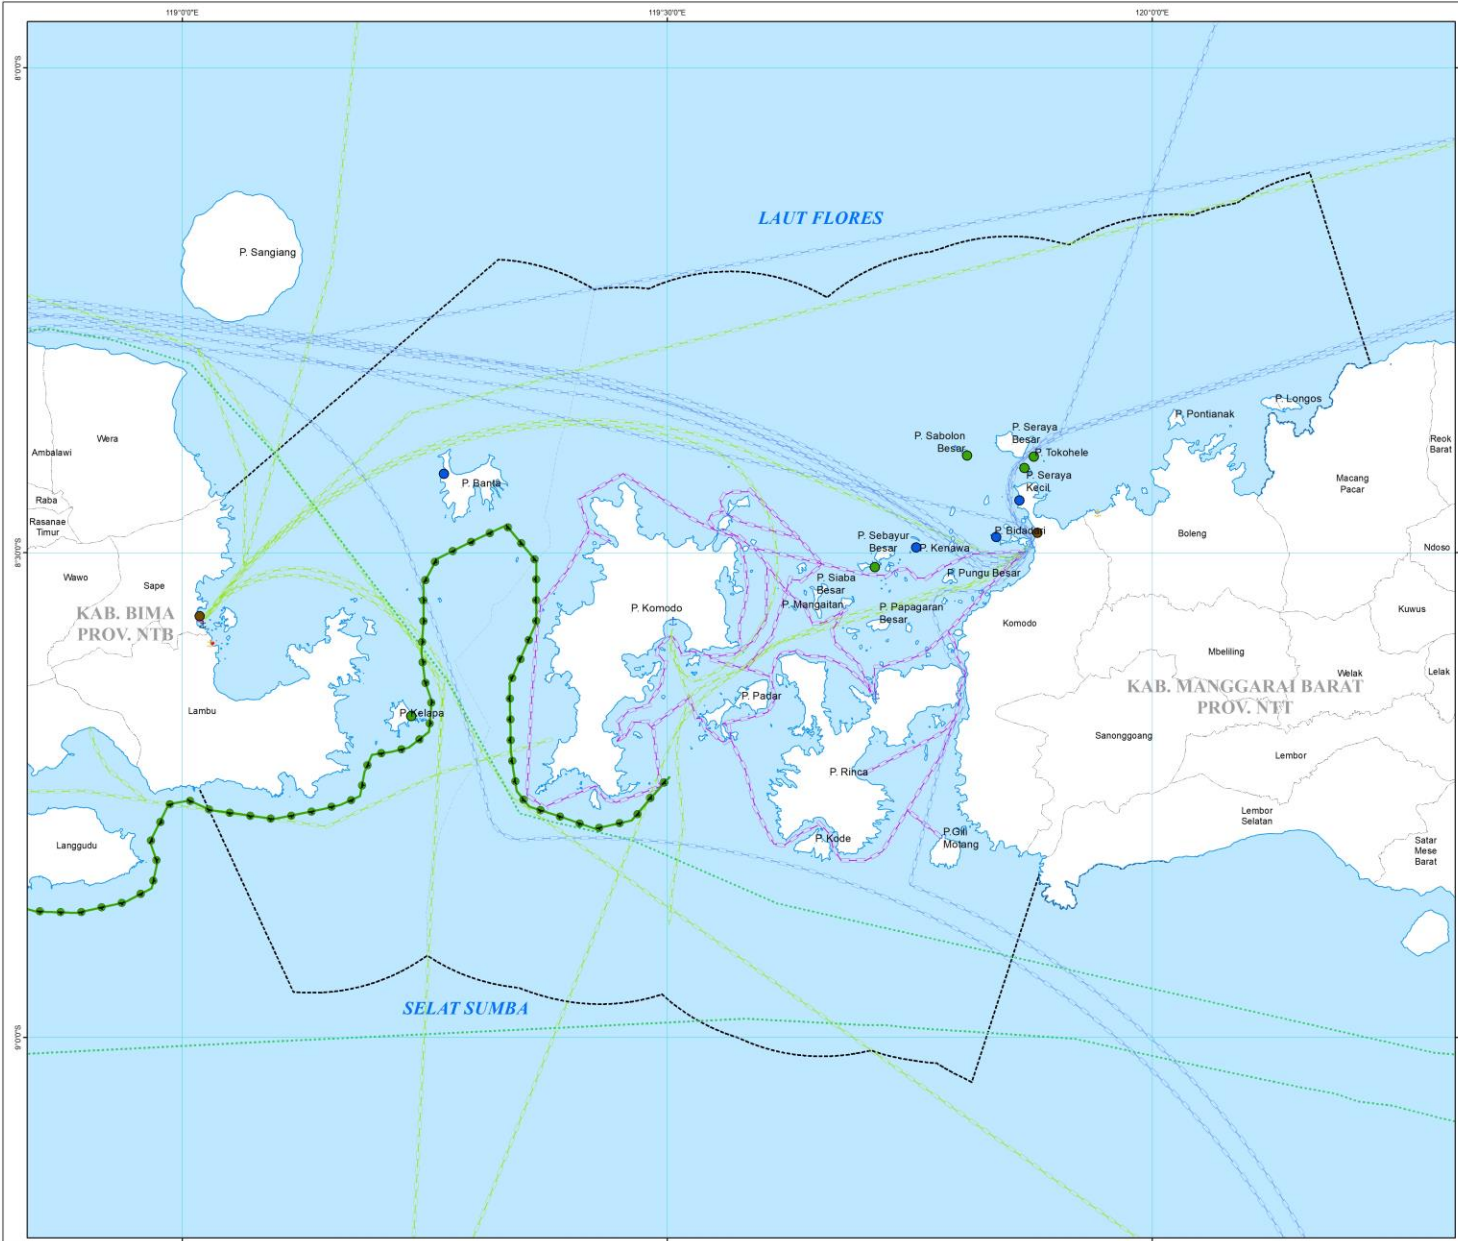 119°0'0"E
119°30'0"E
120°0'0"E
8°0'0"S
LAUT FLORES
P. Sangiang
P. Longos
P. Pontianak
P. Seraya
Besar
P. Sabolon
Besar
P. Tokohele
P. Seraya
Kecil
Reok
Barat
Macang
Pacar
Wera
Ambalawi
Raba
Rasanae
Timur
P. Banta
P. Bidadari
Boleng
Ndoso
8°30'0"S
P. Sebayur
Besar
P. Kenawa
P. Pungu Besar
Wawo
Sape
P. Siaba
Besar
P. Mangaitan
P. Papagaran
Besar
P. Komodo
Komodo
Kuwus
KAB. BIMA
PROV. NTB
Mbeliling
Welak
Lelak
KAB. MANGGARAI BARAT
PROV. NTT
P. Padar
Lambu
P. Kelapa
Sanonggoang
Lembor
P. Rinca
Lembor
Selatan
Langgudu
P. Kode
P.Gili
Motang
Satar
Mese
Barat
SELAT SUMBA
9°0'0"S